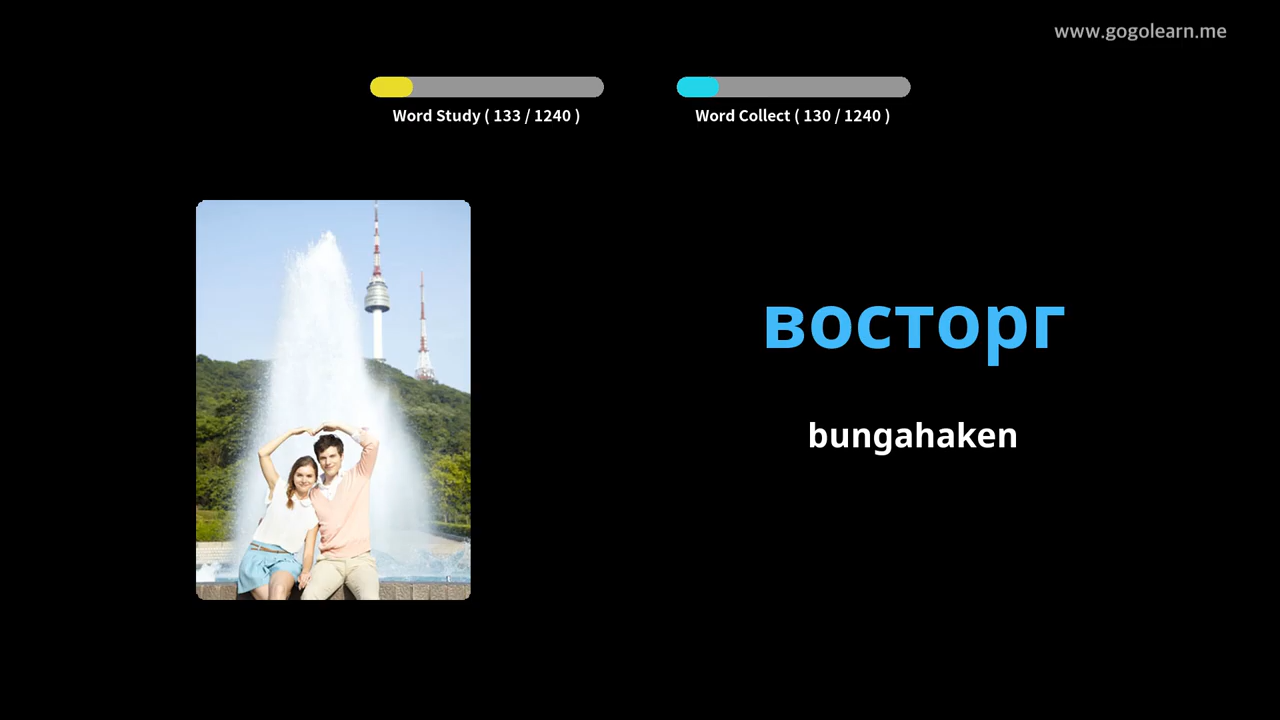 www.gogolearn.me
Word Study ( 133 / 1240 )
Word Collect ( 130 / 1240 )
восторг
bungahaken